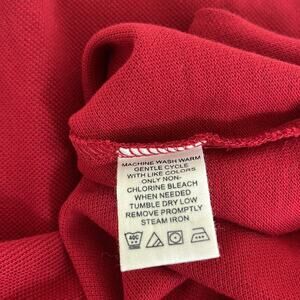 MACHINE WASH WARM
GENTLE CYCLE
WITH LIKE COLORS
ONLY NON-
CHLORINE BLEACH
WHEN NEEDED
TUMBLE DRY LOW
REMOVE PROMPTLY
STEAM IRON
40C